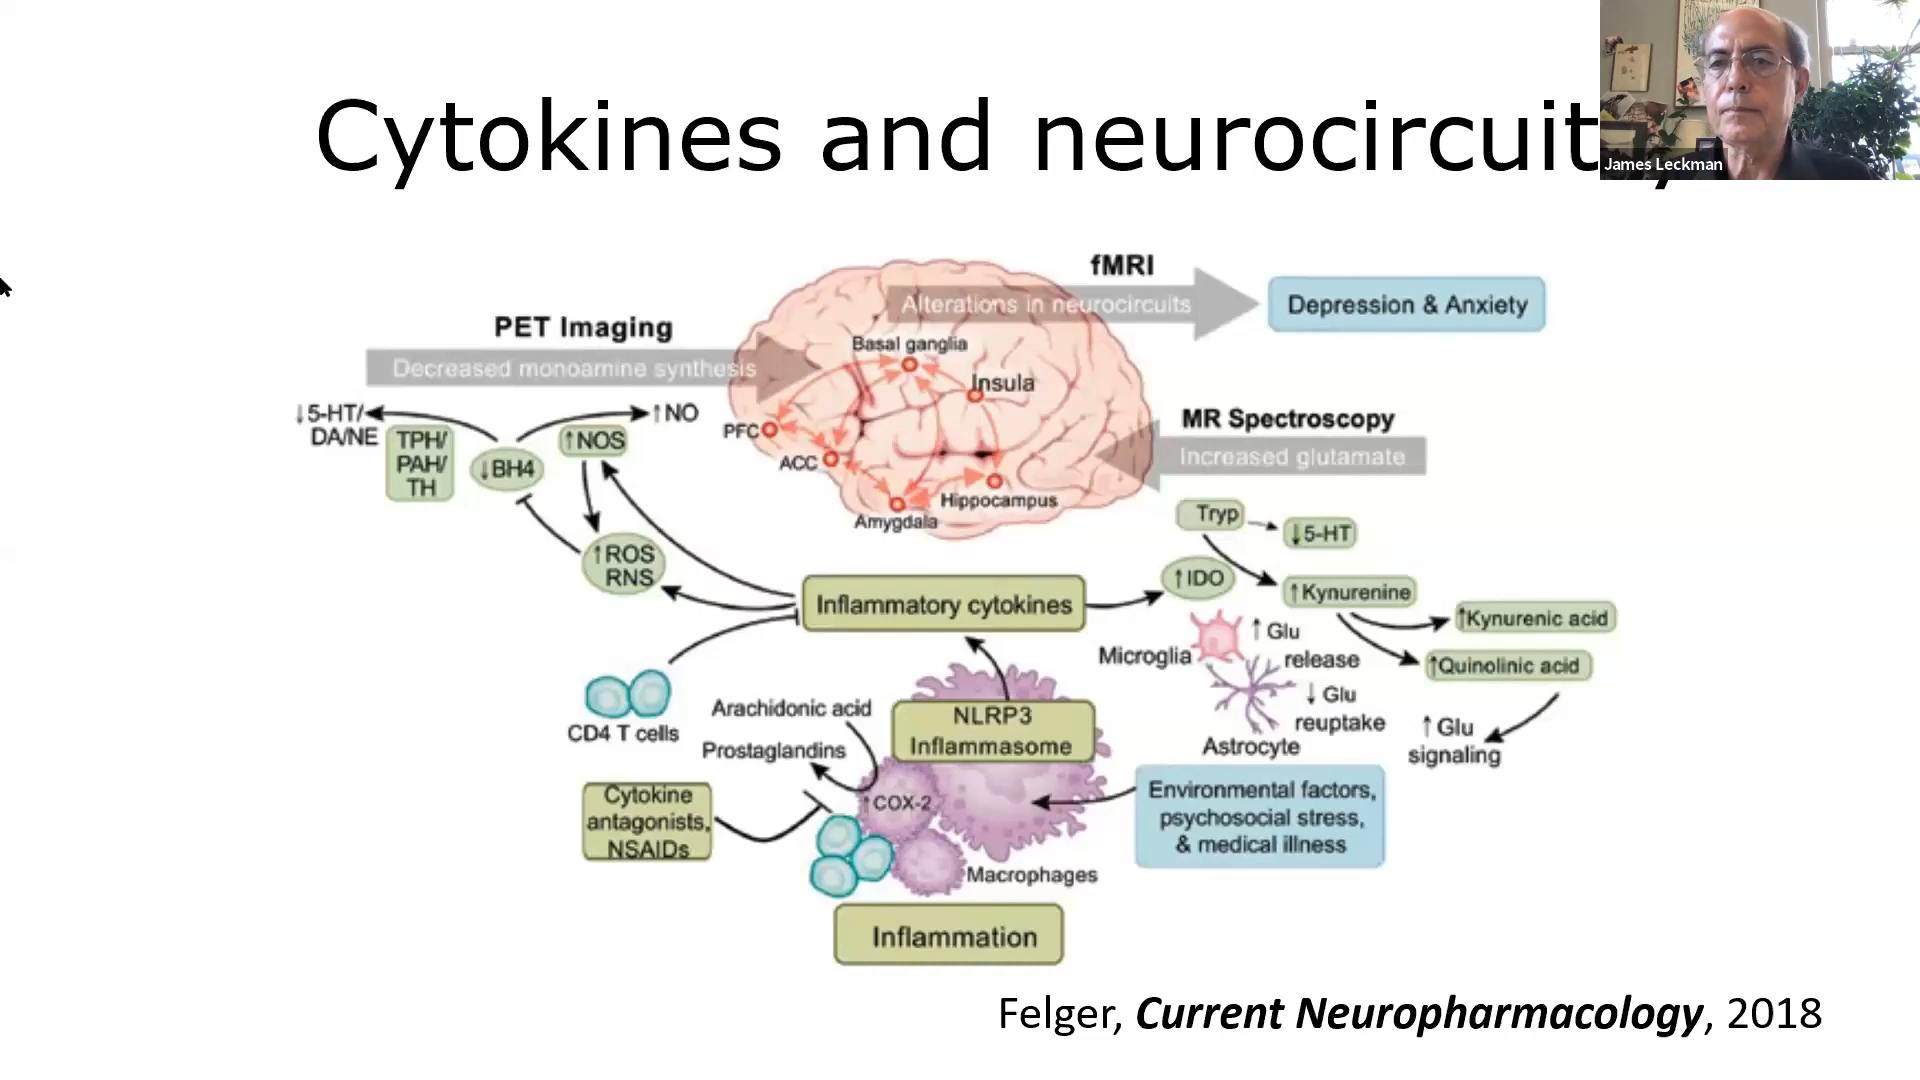 Cytokines and neurocircuit
James Leckman
fMRI
Alterations in neurocircuits
Depression & Anxiety
PET Imaging
Decreased monoamine synthesis
Basal ganglia
Insula
PFC
ACC
Amygdala
Hippocampus
MR Spectroscopy
Increased glutamate
↓5-HT/
DA/NE
TPH/
PAH/
TH
↓BH4
↑NOS
↑NO
↑ROS
RNS
Inflammatory cytokines
Tryp
↓5-HT
↑IDO
↑Kynurenine
↑Kynurenic acid
↑Quinolinic acid
Microglia
↑ Glu
release
↓ Glu
reuptake
Astrocyte
↑ Glu
signaling
CD4 T cells
Arachidonic acid
Prostaglandins
NLRP3
Inflammasome
↑COX-2
Cytokine
antagonists,
NSAIDs
Macrophages
Environmental factors,
psychosocial stress,
& medical illness
Inflammation
Felger, Current Neuropharmacology, 2018